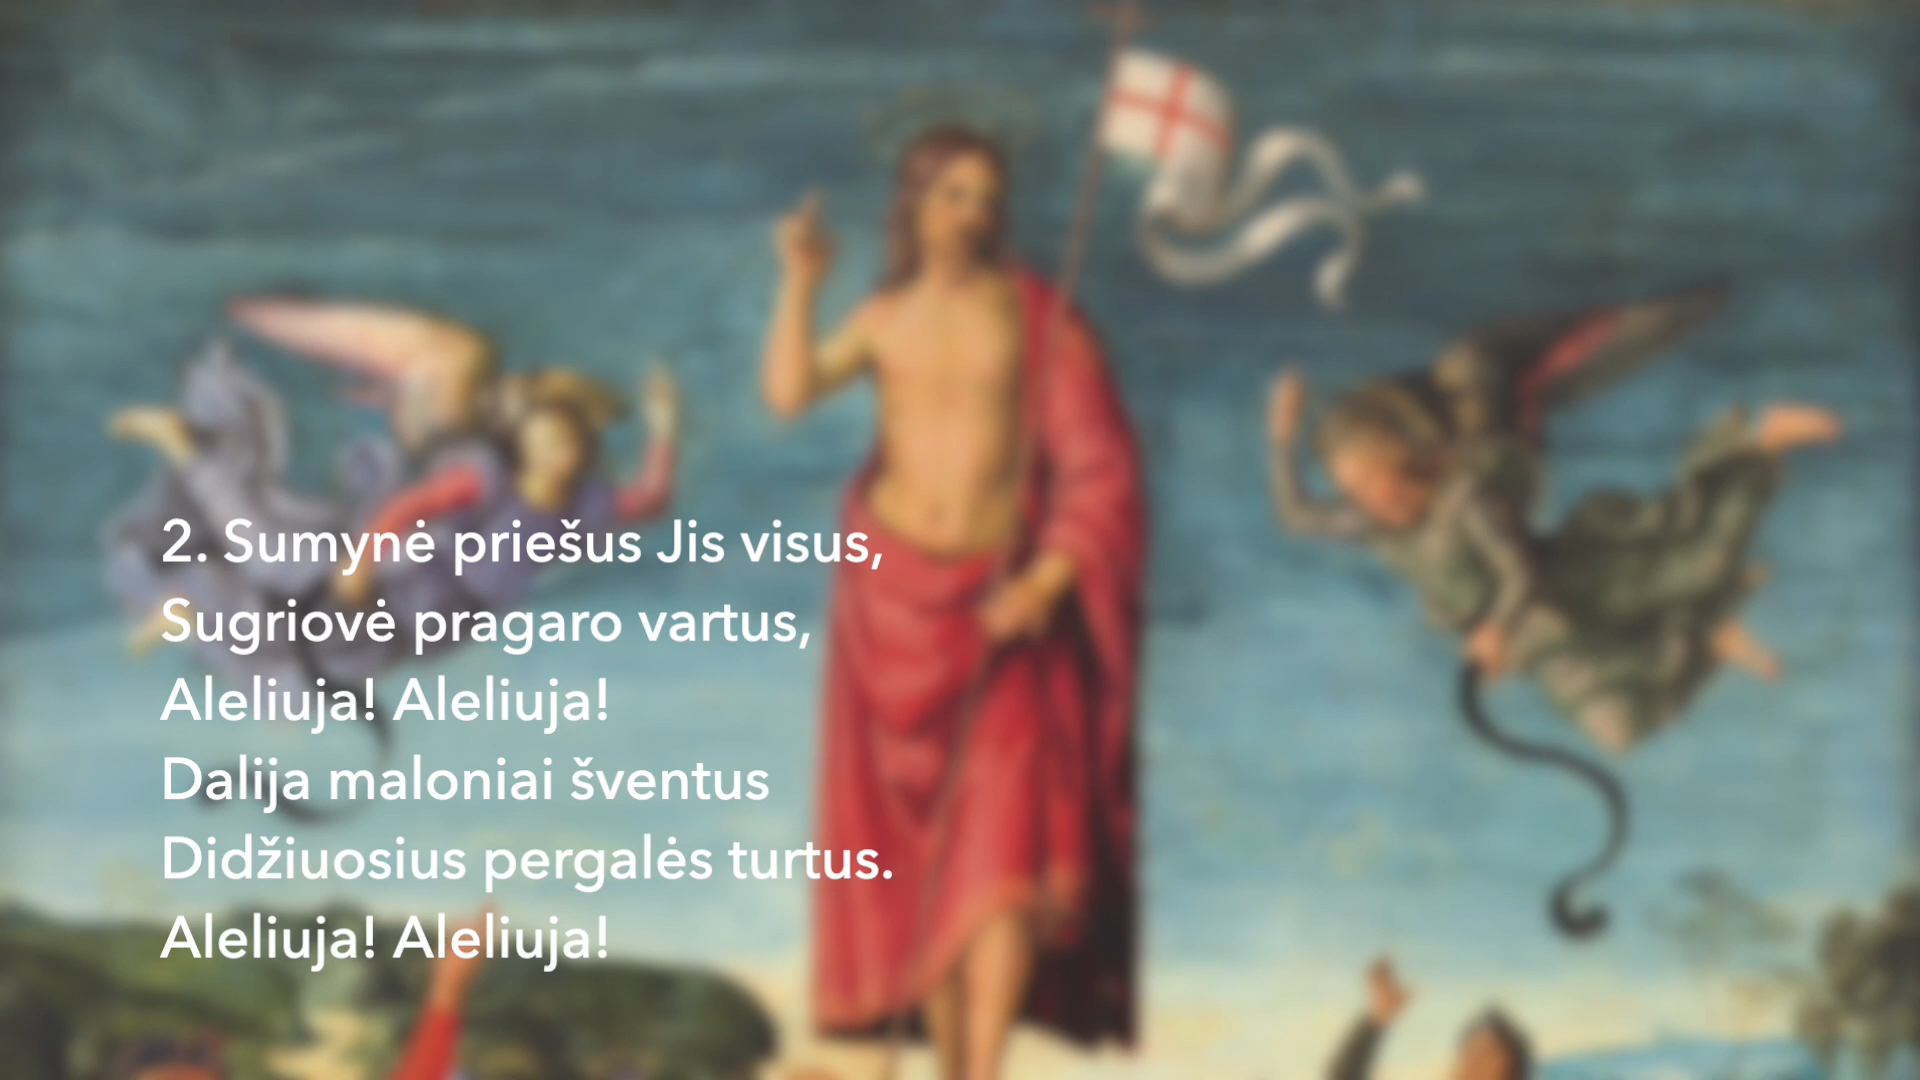 2. Sumynė priešus Jis visus,
Sugriovė pragaro vartus,
Aleliuja! Aleliuja!
Dalija maloniai šventus
Didžiuosius pergalės turtus.
Aleliuja! Aleliuja!